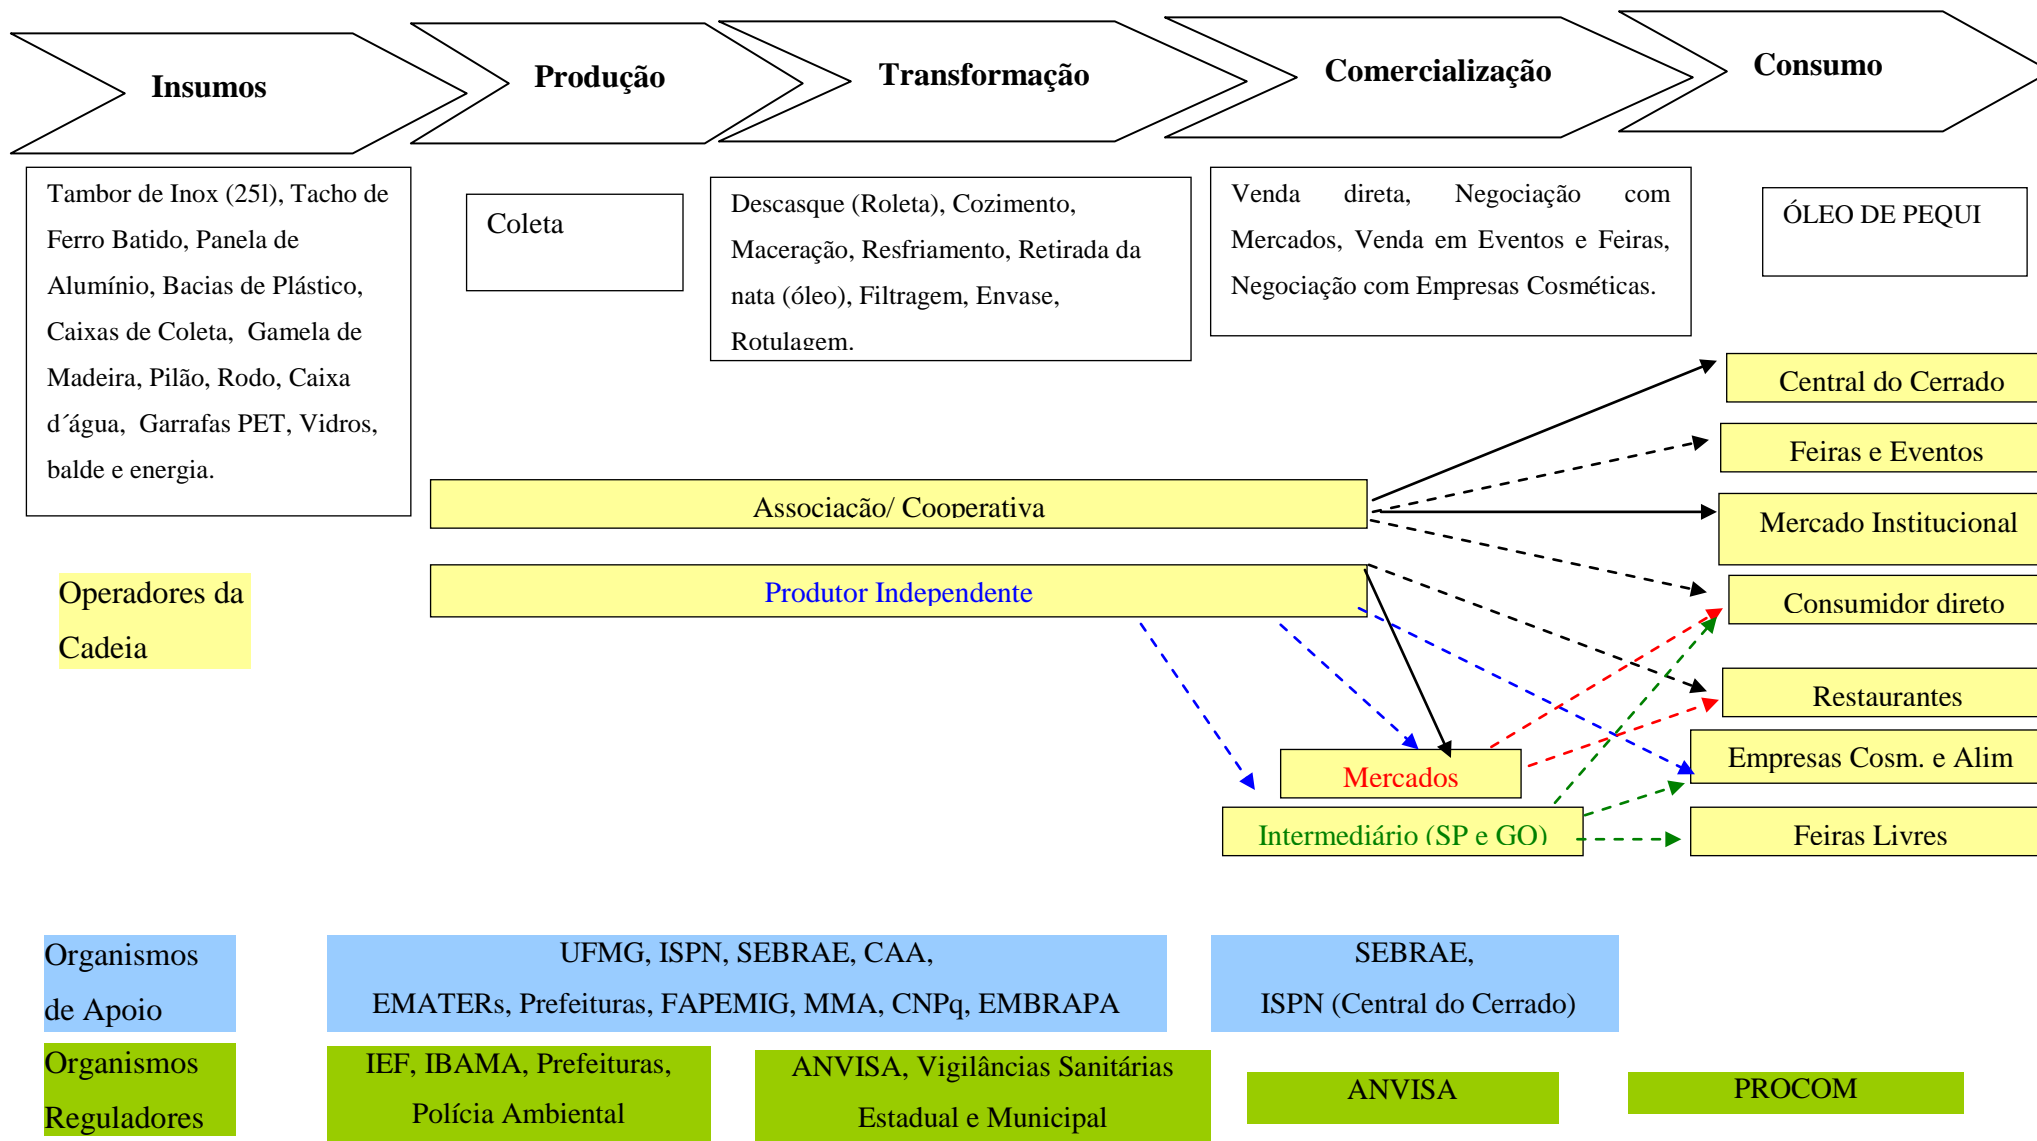 Insumos
Produção
Transformação
Comercialização
Consumo
Tambor de Inox (25l), Tacho de
Ferro Batido, Panela de
Alumínio, Bacias de Plástico,
Caixas de Coleta, Gamela de
Madeira, Pilão, Rodo, Caixa
d´água, Garrafas PET, Vidros,
balde e energia.
Coleta
Descasque (Roleta), Cozimento,
Maceração, Resfriamento, Retirada da
nata (óleo), Filtragem, Envase,
Rotulagem.
Venda direta, Negociação com
Mercados, Venda em Eventos e Feiras,
Negociação com Empresas Cosméticas.
ÓLEO DE PEQUI
Central do Cerrado
Feiras e Eventos
Associação/ Cooperativa
Mercado Institucional
Operadores da
Cadeia
Produtor Independente
Consumidor direto
Restaurantes
Mercados
Empresas Cosm. e Alim
Intermediário (SP e GO)
Feiras Livres
Organismos
de Apoio
UFMG, ISPN, SEBRAE, CAA,
EMATERs, Prefeituras, FAPEMIG, MMA, CNPq, EMBRAPA
SEBRAE,
ISPN (Central do Cerrado)
Organismos
Reguladores
IEF, IBAMA, Prefeituras,
Polícia Ambiental
ANVISA, Vigilâncias Sanitárias
Estadual e Municipal
ANVISA
PROCOM